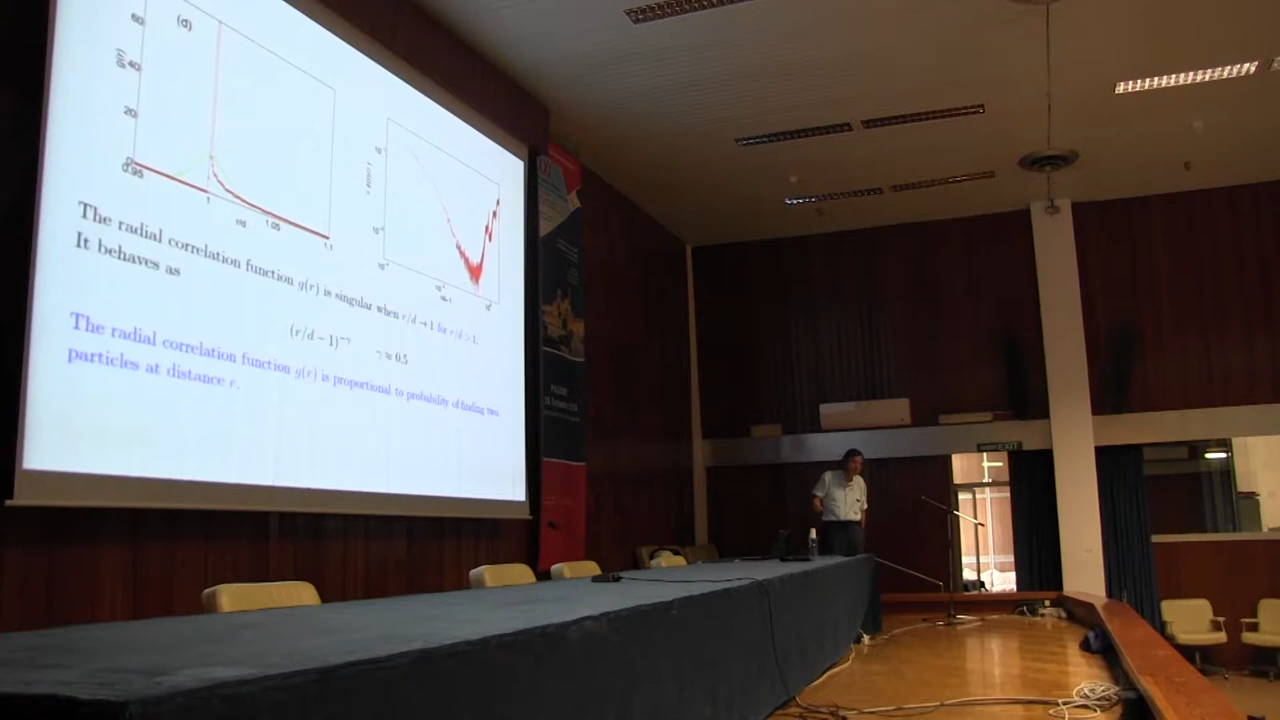 60
(d)
g(r)
40
20
0
0.95
1
r/d
1.05
1.1
The radial correlation function g(r) is singular when r/d → 1 for r/d > 1.
It behaves as
(r/d − 1)^−γ γ ≈ 0.5
The radial correlation function g(r) is proportional to probability of finding two
particles at distance r.
EXIT